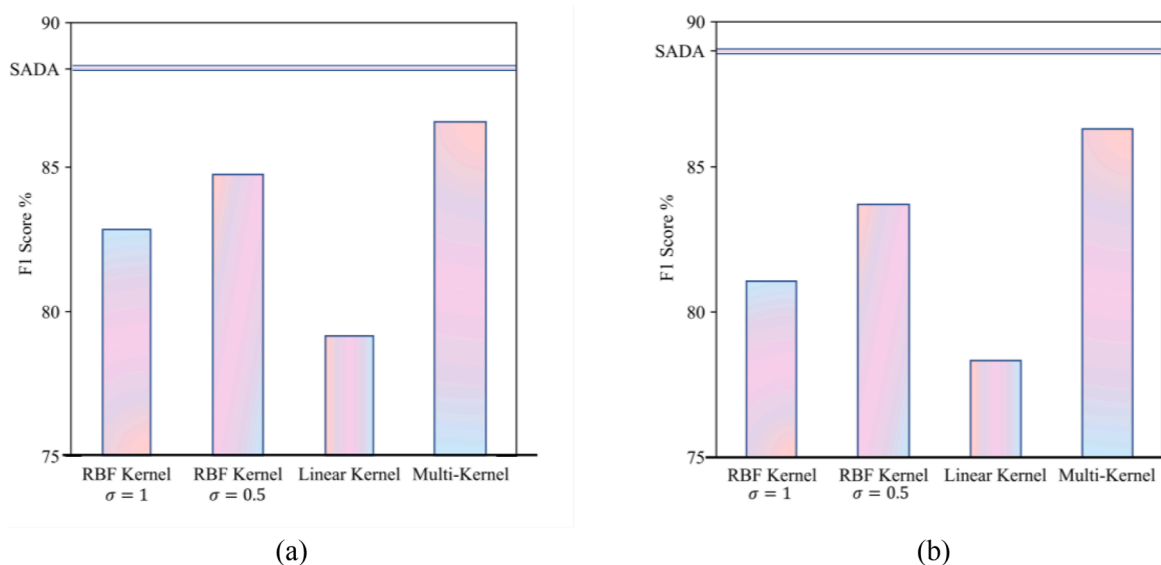 90
SADA
85
80
75
F1 Score %
RBF Kernel
σ = 1
RBF Kernel
σ = 0.5
Linear Kernel
Multi-Kernel
(a)
90
SADA
85
80
75
F1 Score %
RBF Kernel
σ = 1
RBF Kernel
σ = 0.5
Linear Kernel
Multi-Kernel
(b)